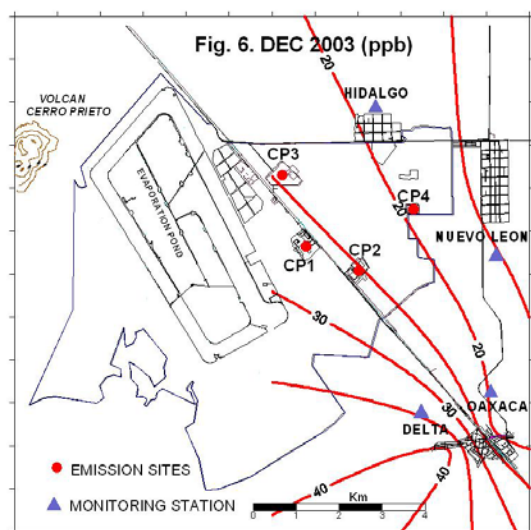 Fig. 6. DEC 2003 (ppb)
20
VOLCAN
CERRO PRIETO
HIDALGO
CP3
EVAPORATION POND
CP4
20
NUEVO LEON
CP1
CP2
30
20
30
OAXACA
DELTA
EMISSION SITES
40
40
Km
MONITORING STATION
0 1 2 3 4